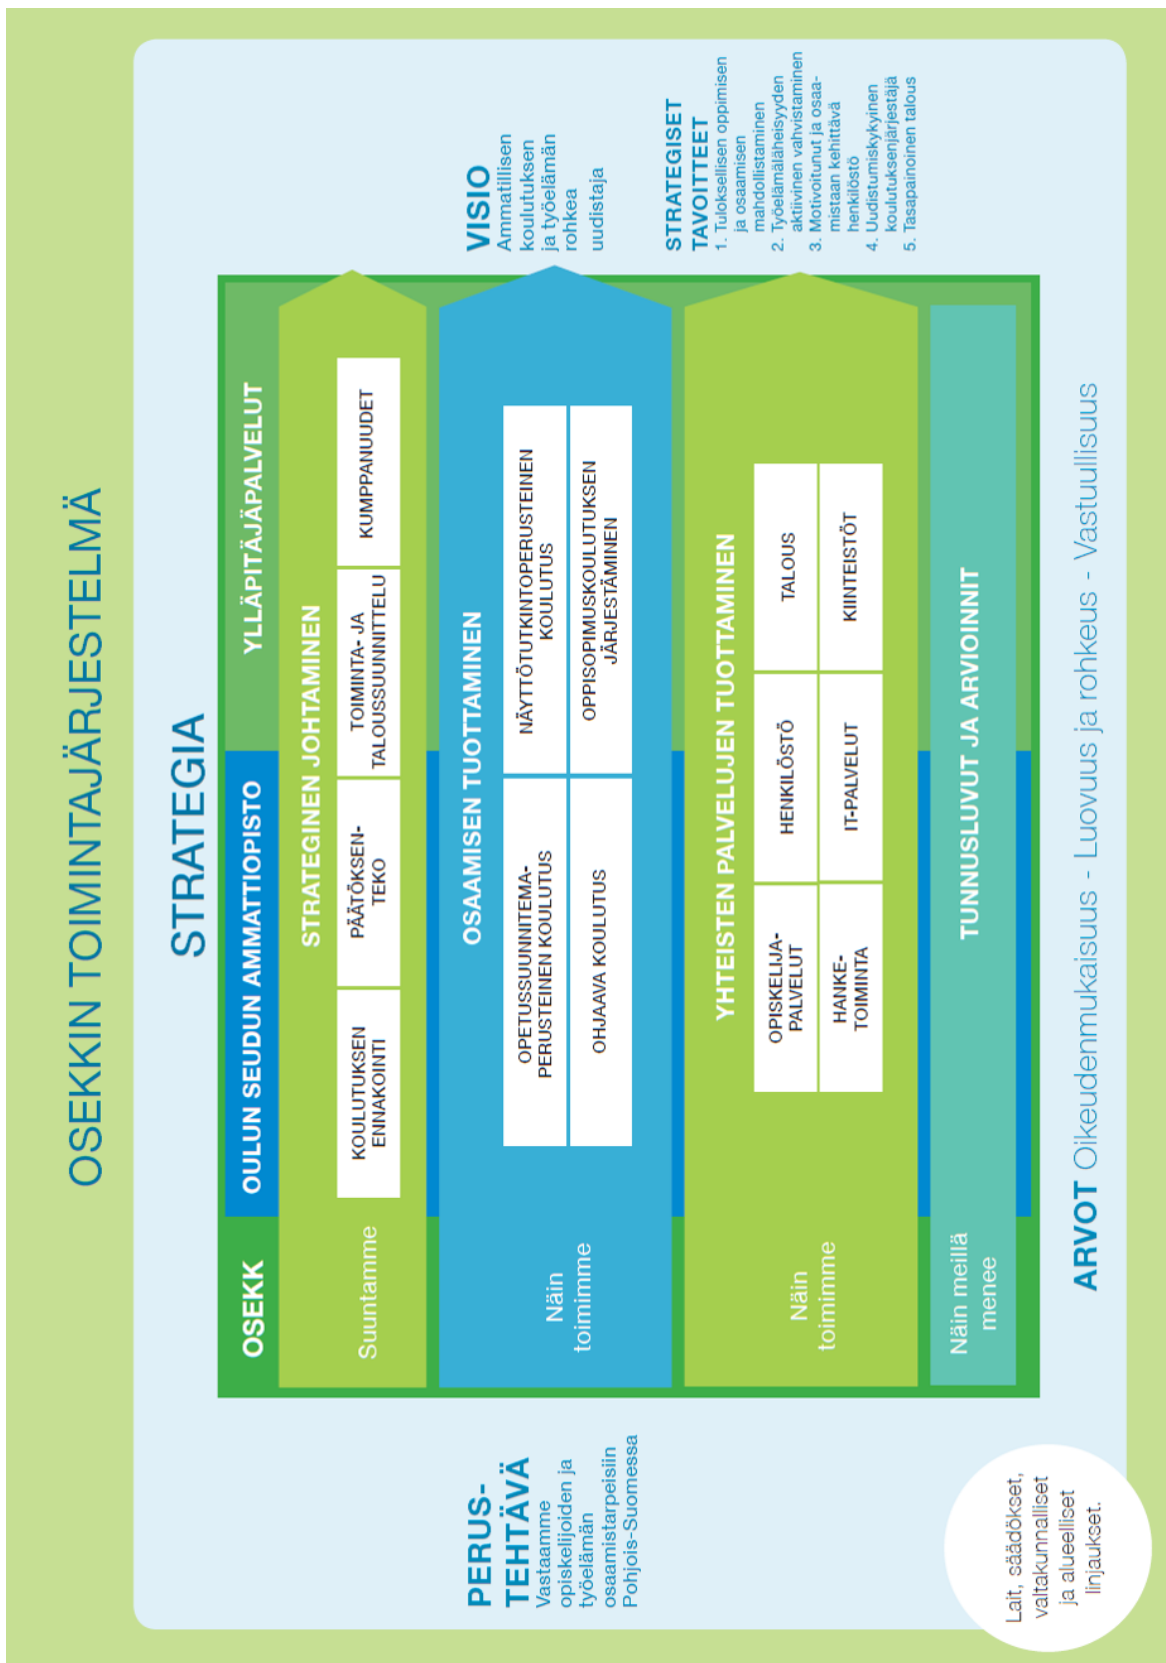 OSEKKIN TOIMINTAJÄRJESTELMÄ
STRATEGIA
OSEKK
OULUN SEUDUN AMMATTIOPISTO
YLLÄPITÄJÄPALVELUT
STRATEGINEN JOHTAMINEN
Suuntamme
KOULUTUKSEN
ENNAKOINTI
PÄÄTÖKSEN-
TEKO
TOIMINTA- JA
TALOUSSUUNNITTELU
KUMPPANUUDET
PERUS-
TEHTÄVÄ
Vastaamme
opiskelijoiden ja
työelämän
osaamistarpeisiin
Pohjois-Suomessa
OSAAMISEN TUOTTAMINEN
Näin
toimimme
OPETUSSUUNNITEMA-
PERUSTEINEN KOULUTUS
NÄYTTÖTUTKINTOPERUSTEINEN
KOULUTUS
OHJAAVA KOULUTUS
OPPISOPIMUSKOULUTUKSEN
JÄRJESTÄMINEN
VISIO
Ammatillisen
koulutuksen
ja työelämän
rohkea
uudistaja
YHTEISTEN PALVELUJEN TUOTTAMINEN
Näin
toimimme
OPISKELIJA-
PALVELUT
HENKILÖSTÖ
TALOUS
HANKE-
TOIMINTA
IT-PALVELUT
KIINTEISTÖT
STRATEGISET
TAVOITTEET
1. Tuloksellisen oppimisen
ja osaamisen
mahdollistaminen
2. Työelämäläheisyyden
aktiivinen vahvistaminen
3. Motivoitunut ja osaa-
mistaan kehittävä
henkilöstö
4. Uudistumiskykyinen
koulutuksenjärjestäjä
5. Tasapainoinen talous
TUNNUSLUVUT JA ARVIOINNIT
Näin meillä
menee
Lait, säädökset,
valtakunnalliset
ja alueelliset
linjaukset.
ARVOT Oikeudenmukaisuus - Luovuus ja rohkeus - Vastuullisuus